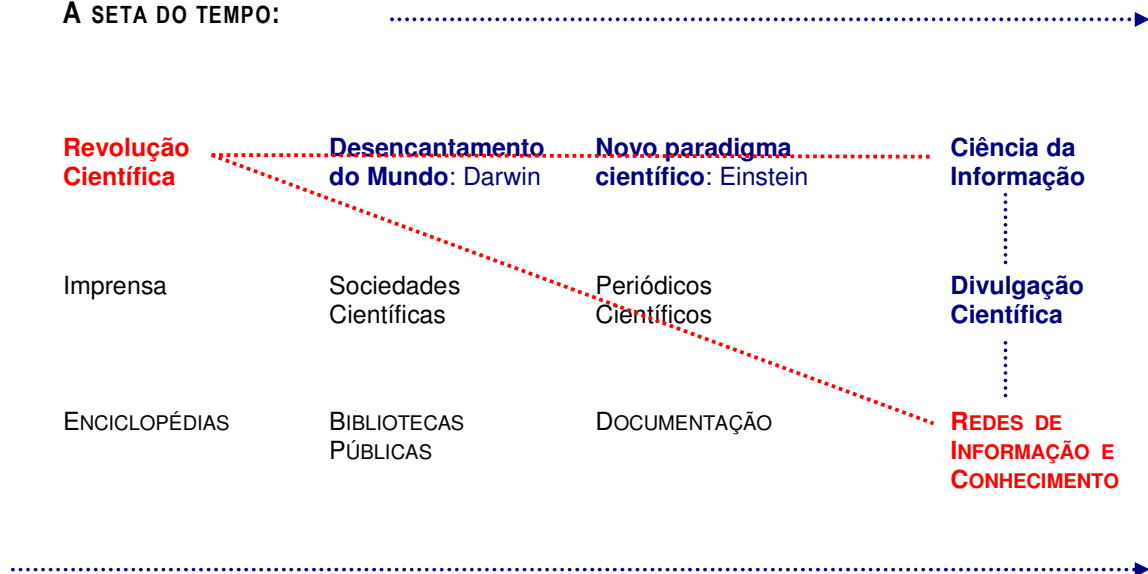 A SETA DO TEMPO:
Revolução
Científica
Desencantamento
do Mundo: Darwin
Novo paradigma
científico: Einstein
Ciência da
Informação
Imprensa
Sociedades
Científicas
Periódicos
Científicos
Divulgação
Científica
ENCICLOPÉDIAS
BIBLIOTECAS
PÚBLICAS
DOCUMENTAÇÃO
REDES DE
INFORMAÇÃO E
CONHECIMENTO